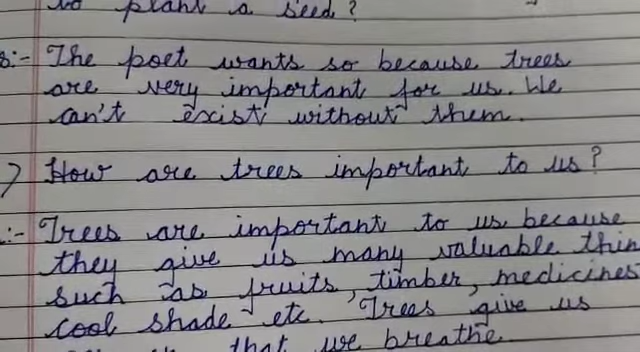 to plant a seed?
s:- The poet wants so because trees
are very important for us. We
can't exist without them.
) How are trees important to us?
:- Trees are important to us because
they give us many valuable thin
such as fruits, timber, medicines
cool shade etc. Trees give us
that we breathe.